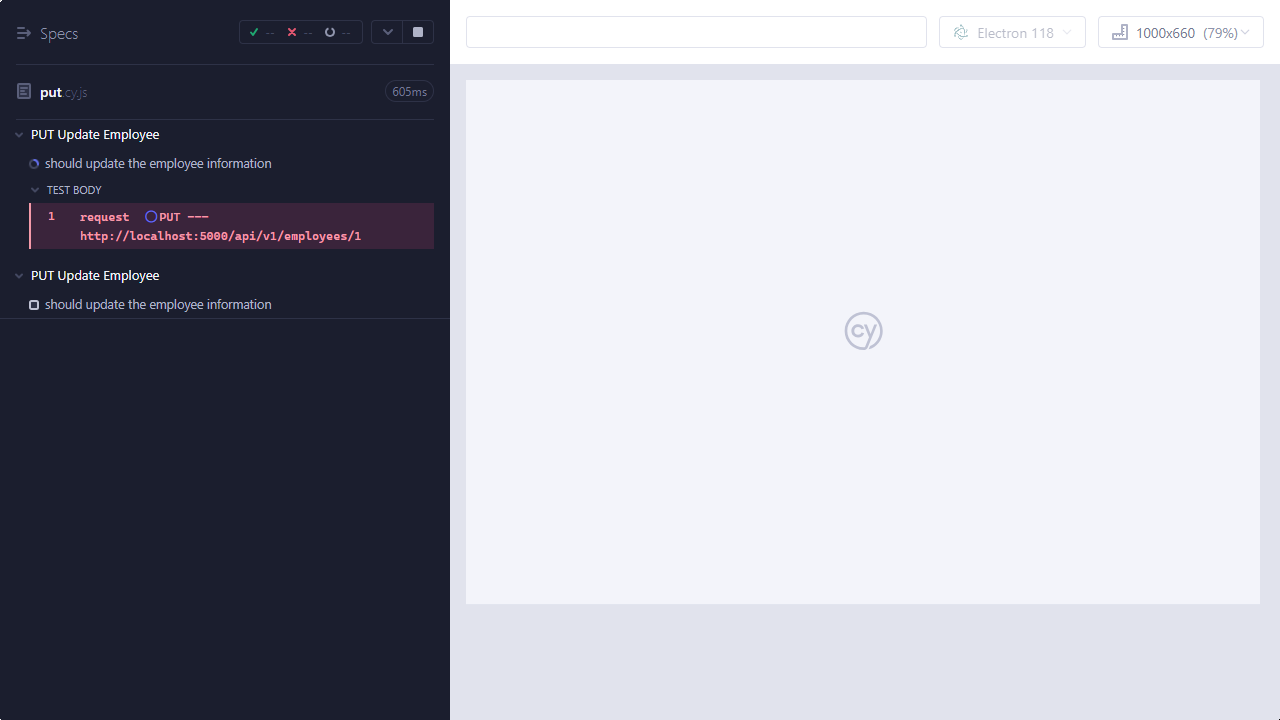 Specs
-- -- --
Electron 118
1000x660 (79%)
put.cy.js
605ms
PUT Update Employee
should update the employee information
TEST BODY
1 request PUT ---
http://localhost:5000/api/v1/employees/1
PUT Update Employee
should update the employee information
cy